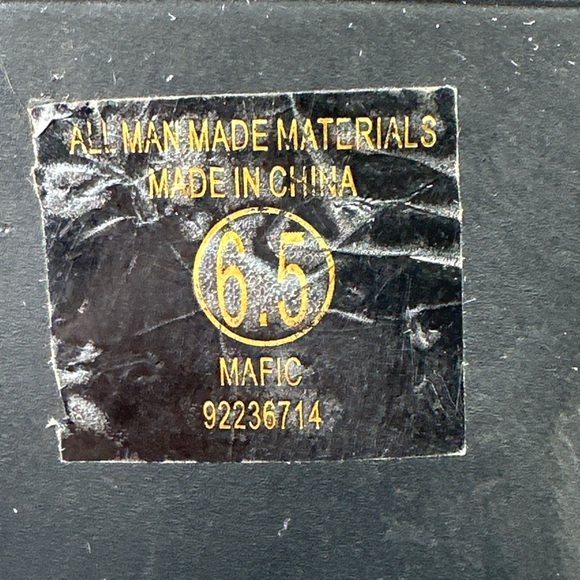 ALL MAN MADE MATERIALS
MADE IN CHINA
6.5
MAFIC
92236714